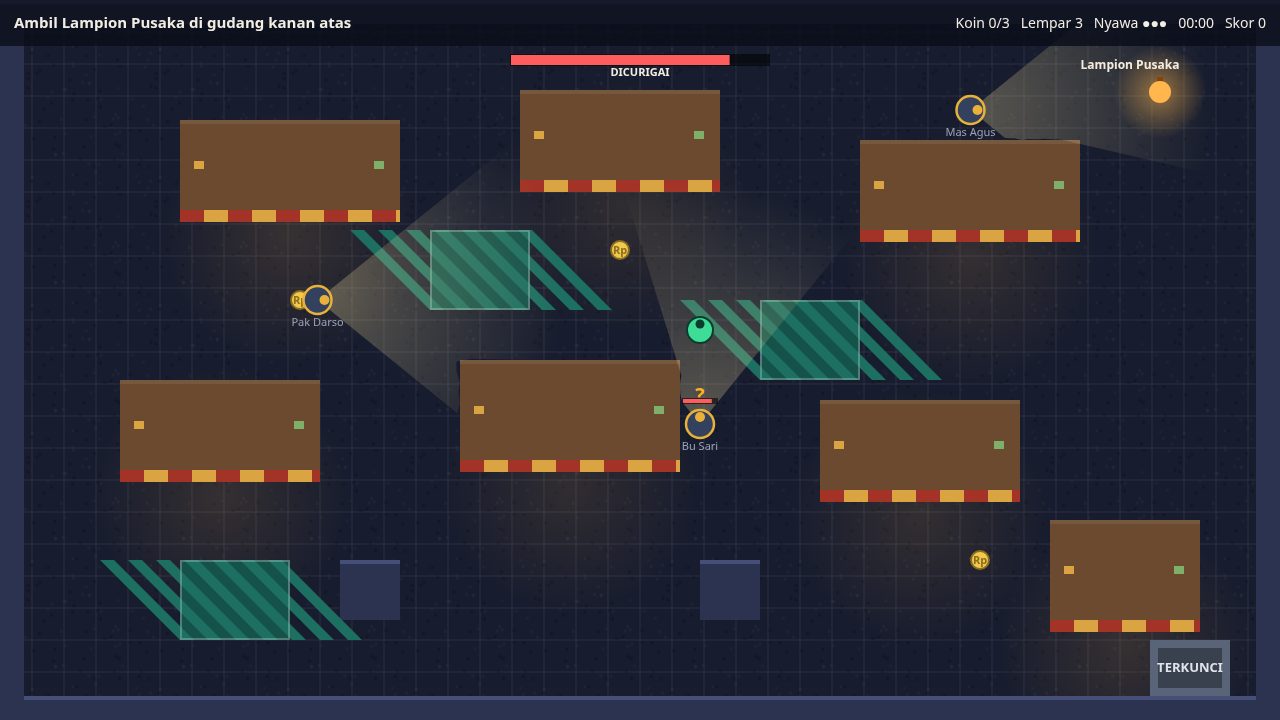 Ambil Lampion Pusaka di gudang kanan atas
Koin 0/3 Lempar 3 Nyawa ●●● 00:00 Skor 0
DICURIGAI
Lampion Pusaka
Mas Agus
Rp
Rp
Pak Darso
?
Bu Sari
Rp
TERKUNCI